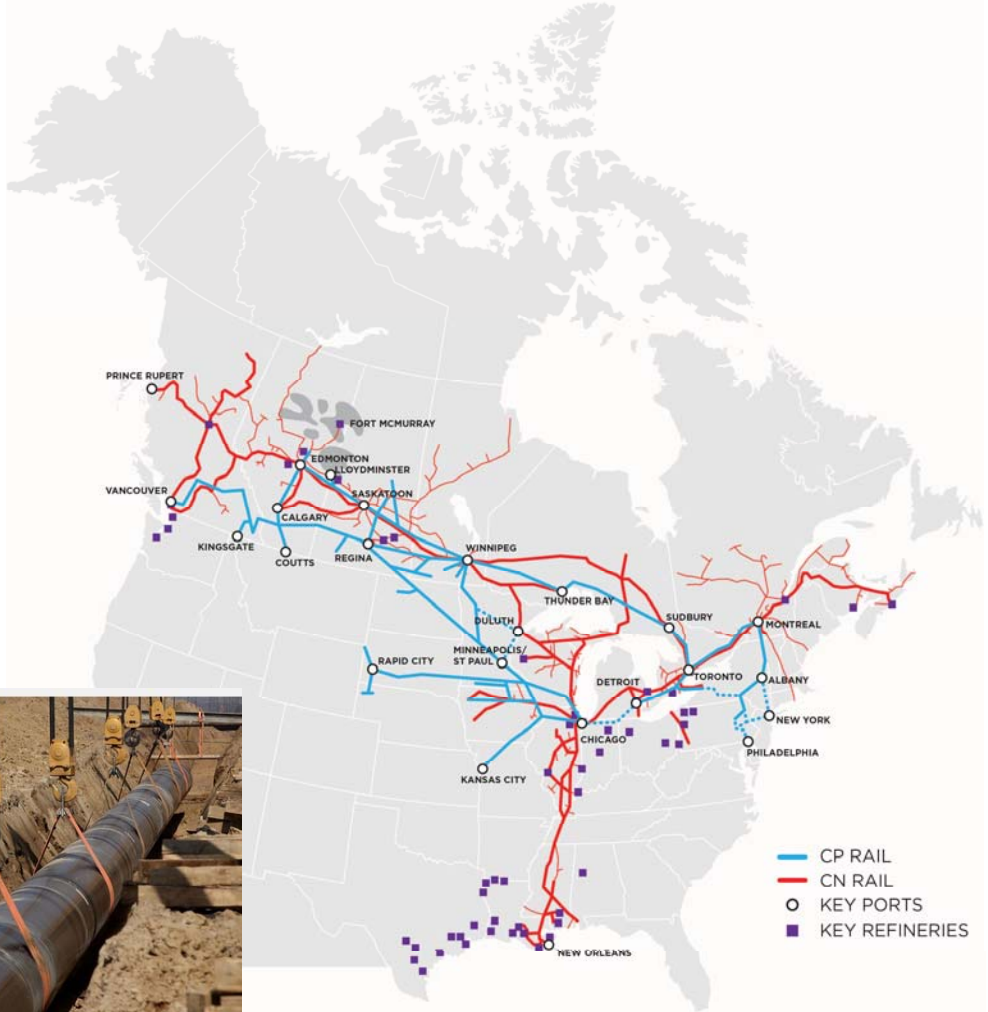 PRINCE RUPERT
FORT MCMURRAY
EDMONTON
LLOYDMINSTER
VANCOUVER
SASKATOON
CALGARY
KINGSGATE
COUTTS
REGINA
WINNIPEG
THUNDER BAY
SUDBURY
DULUTH
MONTREAL
MINNEAPOLIS/
ST PAUL
RAPID CITY
DETROIT
TORONTO
ALBANY
NEW YORK
CHICAGO
PHILADELPHIA
KANSAS CITY
CP RAIL
CN RAIL
KEY PORTS
KEY REFINERIES
NEW ORLEANS